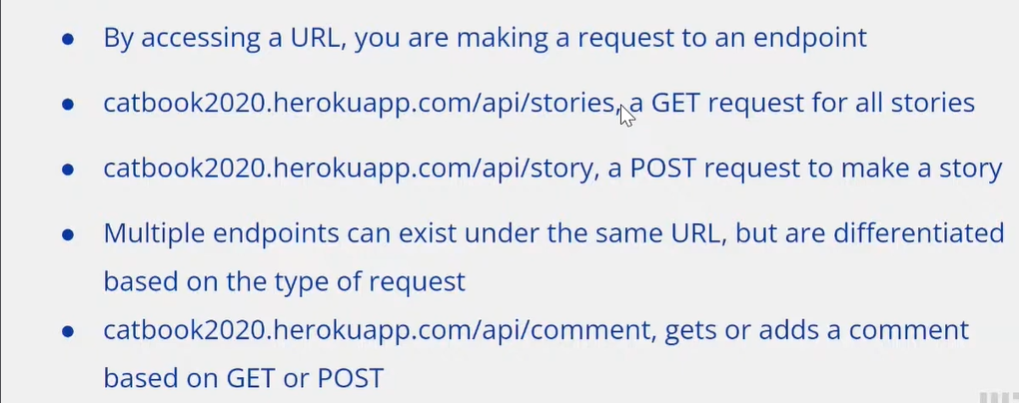 ● By accessing a URL, you are making a request to an endpoint
● catbook2020.herokuapp.com/api/stories, a GET request for all stories
● catbook2020.herokuapp.com/api/story, a POST request to make a story
● Multiple endpoints can exist under the same URL, but are differentiated
based on the type of request
● catbook2020.herokuapp.com/api/comment, gets or adds a comment
based on GET or POST